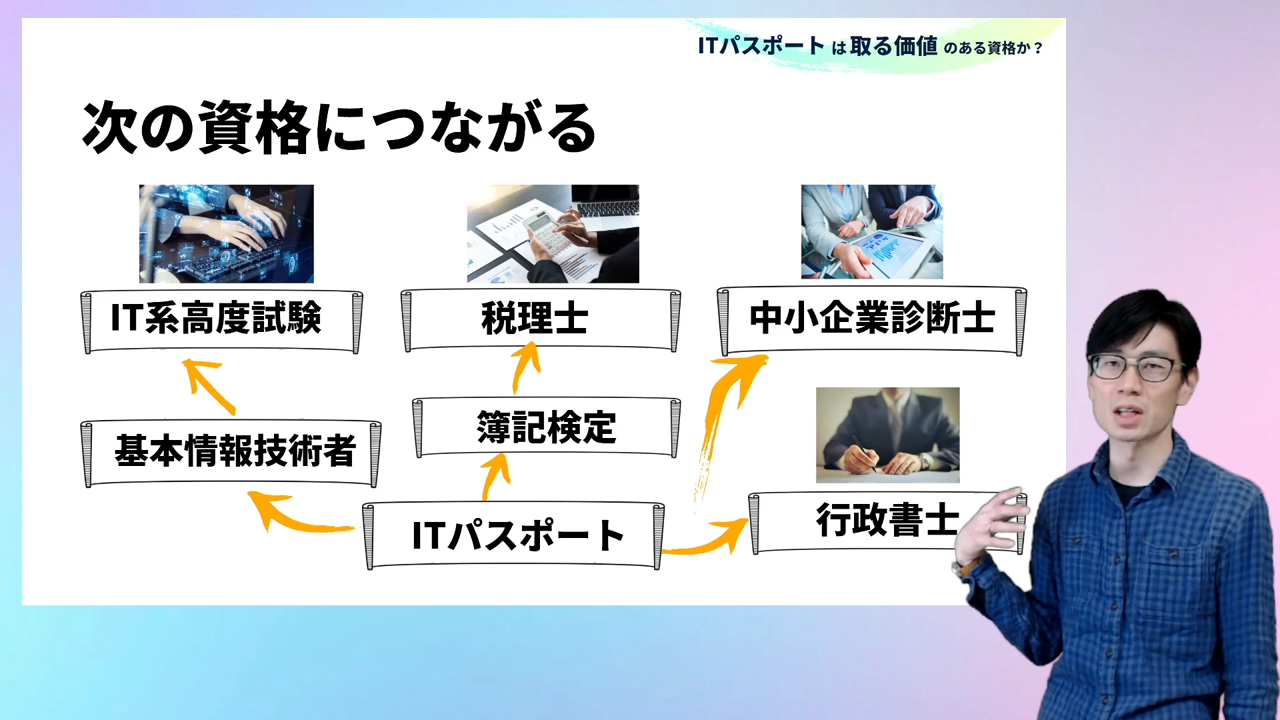 ITパスポート は 取る価値 のある資格か？
次の資格につながる
IT系高度試験
税理士
中小企業診断士
基本情報技術者
簿記検定
ITパスポート
行政書士